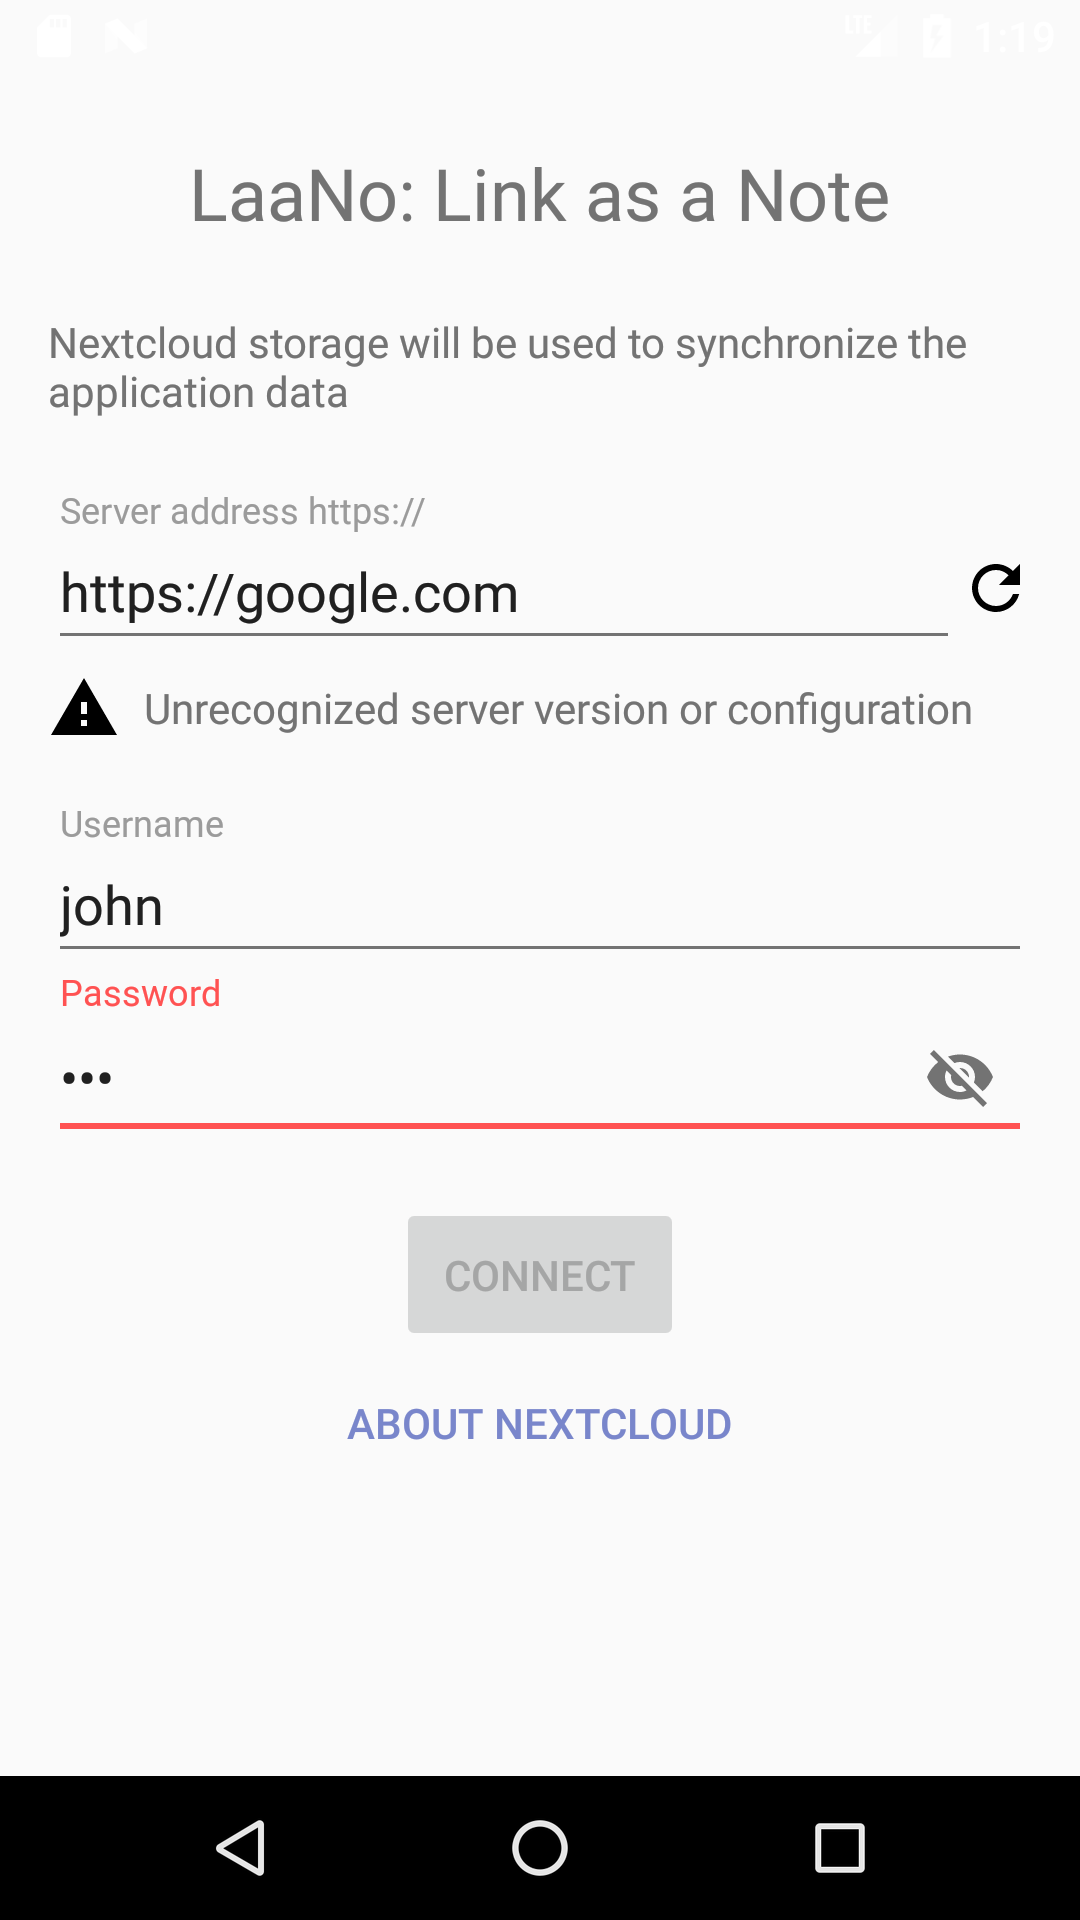 LTE 1:19
LaaNo: Link as a Note
Nextcloud storage will be used to synchronize the
application data
Server address https://
https://google.com
Unrecognized server version or configuration
Username
john
Password
•••
CONNECT
ABOUT NEXTCLOUD